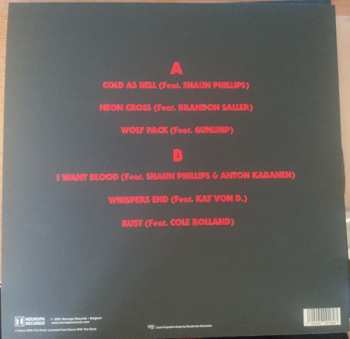 A
COLD AS HELL (Feat. SHAUN PHILLIPS)
NEON CROSS (Feat. BRANDON SALLER)
WOLF PACK (Feat. GUNSHIP)
B
I WANT BLOOD (Feat. SHAUN PHILLIPS & ANTON KABANEN)
WHISPERS END (Feat. KAT VON D.)
RUST (Feat. COLE ROLLAND)
RECORDS